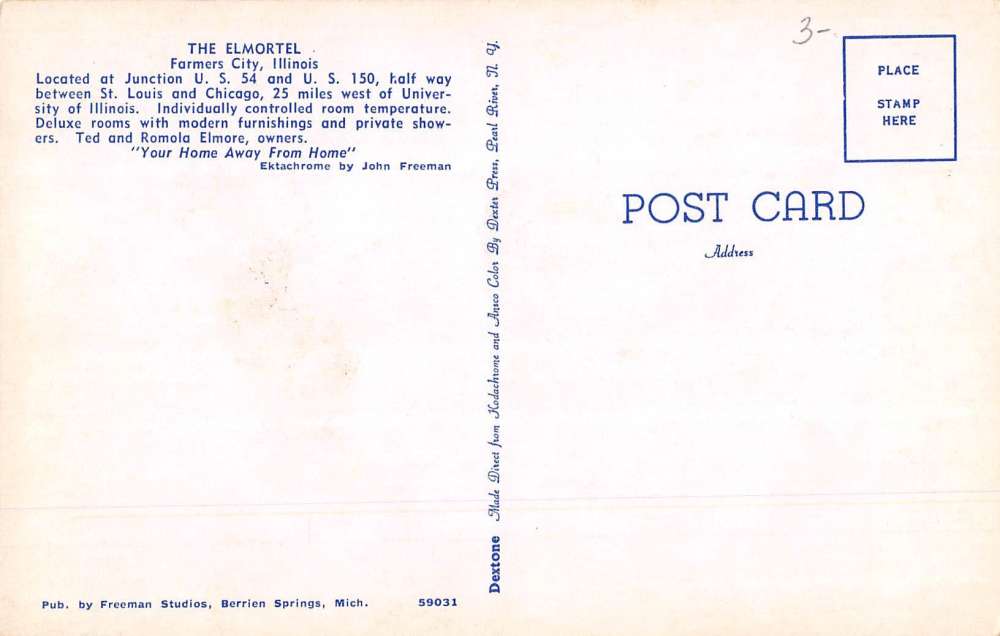 THE ELMORTEL
Farmers City, Illinois
Located at Junction U. S. 54 and U. S. 150, half way
between St. Louis and Chicago, 25 miles west of Univer-
sity of Illinois. Individually controlled room temperature.
Deluxe rooms with modern furnishings and private show-
ers. Ted and Romola Elmore, owners.
"Your Home Away From Home"
Ektachrome by John Freeman
Pub. by Freeman Studios, Berrien Springs, Mich. 59031
Dextone Made Direct from Kodachrome and Ansco Color By Dexter Press, Pearl River, N. Y.
3-
PLACE
STAMP
HERE
POST CARD
Address